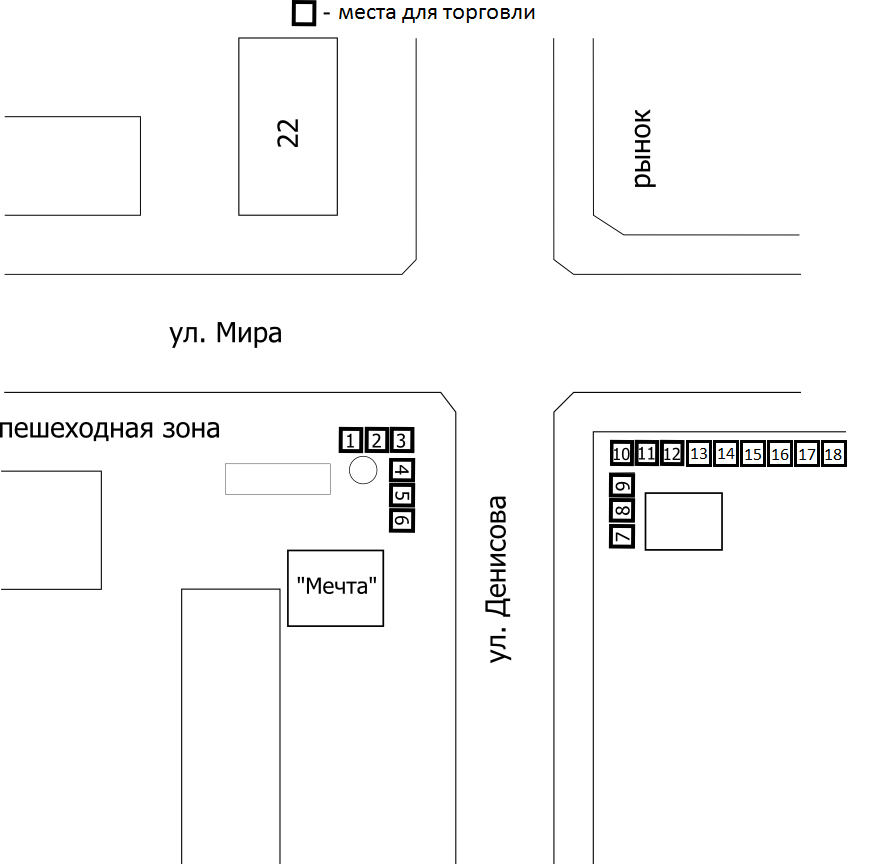 - места для торговли
22
рынок
ул. Мира
пешеходная зона
1 2 3
4
5
6
10 11 12 13 14 15 16 17 18
9
8
7
ул. Денисова
"Мечта"